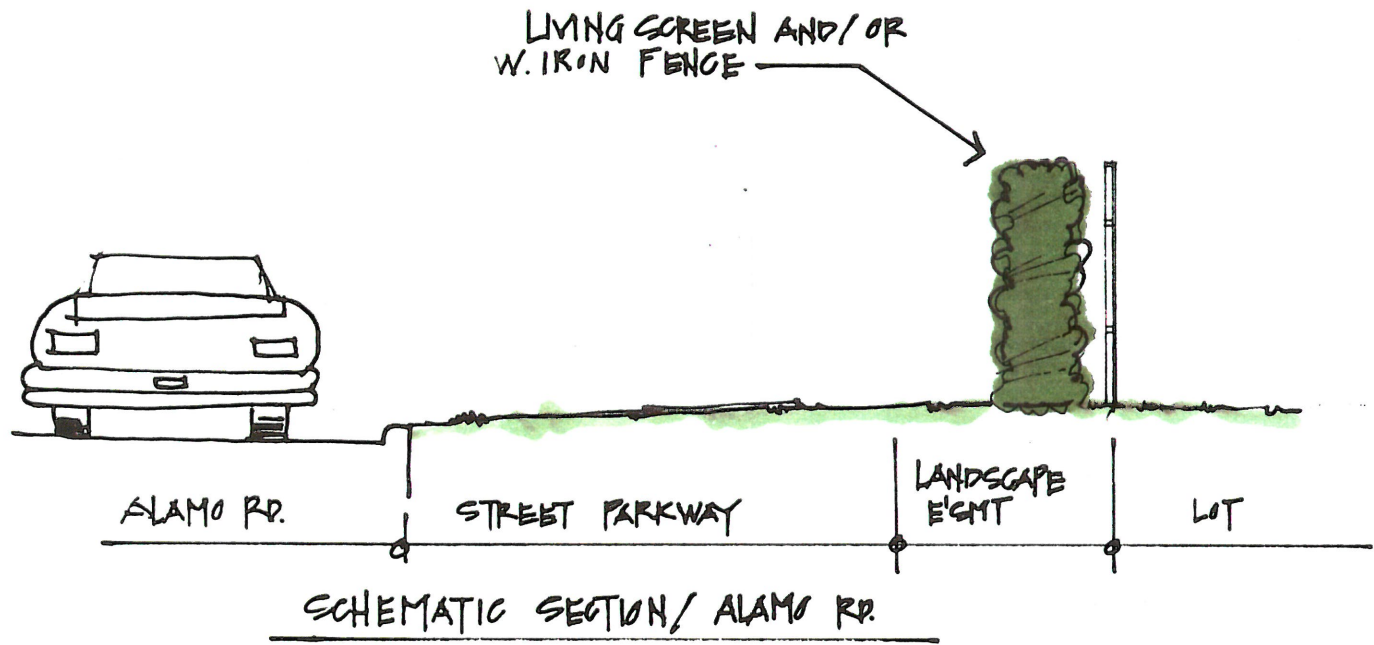 LIVING SCREEN AND/OR
W. IRON FENCE
ALAMO RD.
STREET PARKWAY
LANDSCAPE
E'SMT
LOT
SCHEMATIC SECTION/ ALAMO RD.